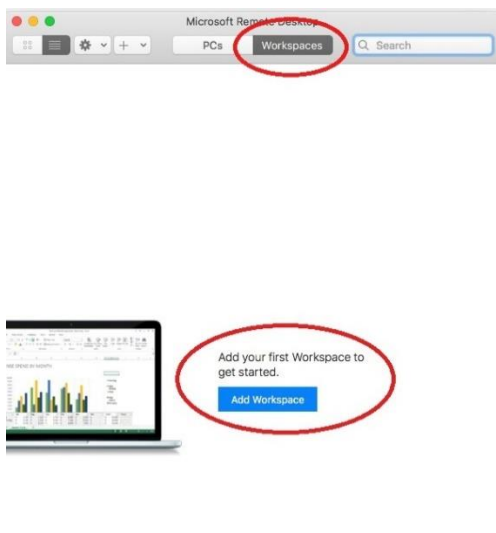 Microsoft Remote Desktop
PCs Workspaces Search
Add your first Workspace to
get started.
Add Workspace